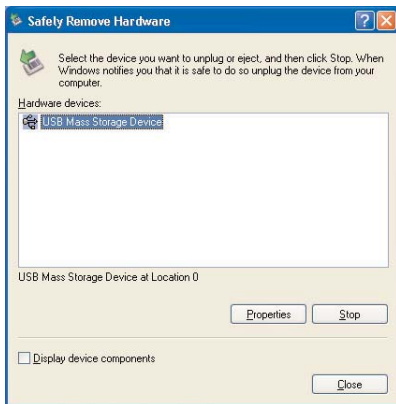 Safely Remove Hardware
Select the device you want to unplug or eject, and then click Stop. When
Windows notifies you that it is safe to do so unplug the device from your
computer.
Hardware devices:
USB Mass Storage Device
USB Mass Storage Device at Location 0
Properties
Stop
Display device components
Close